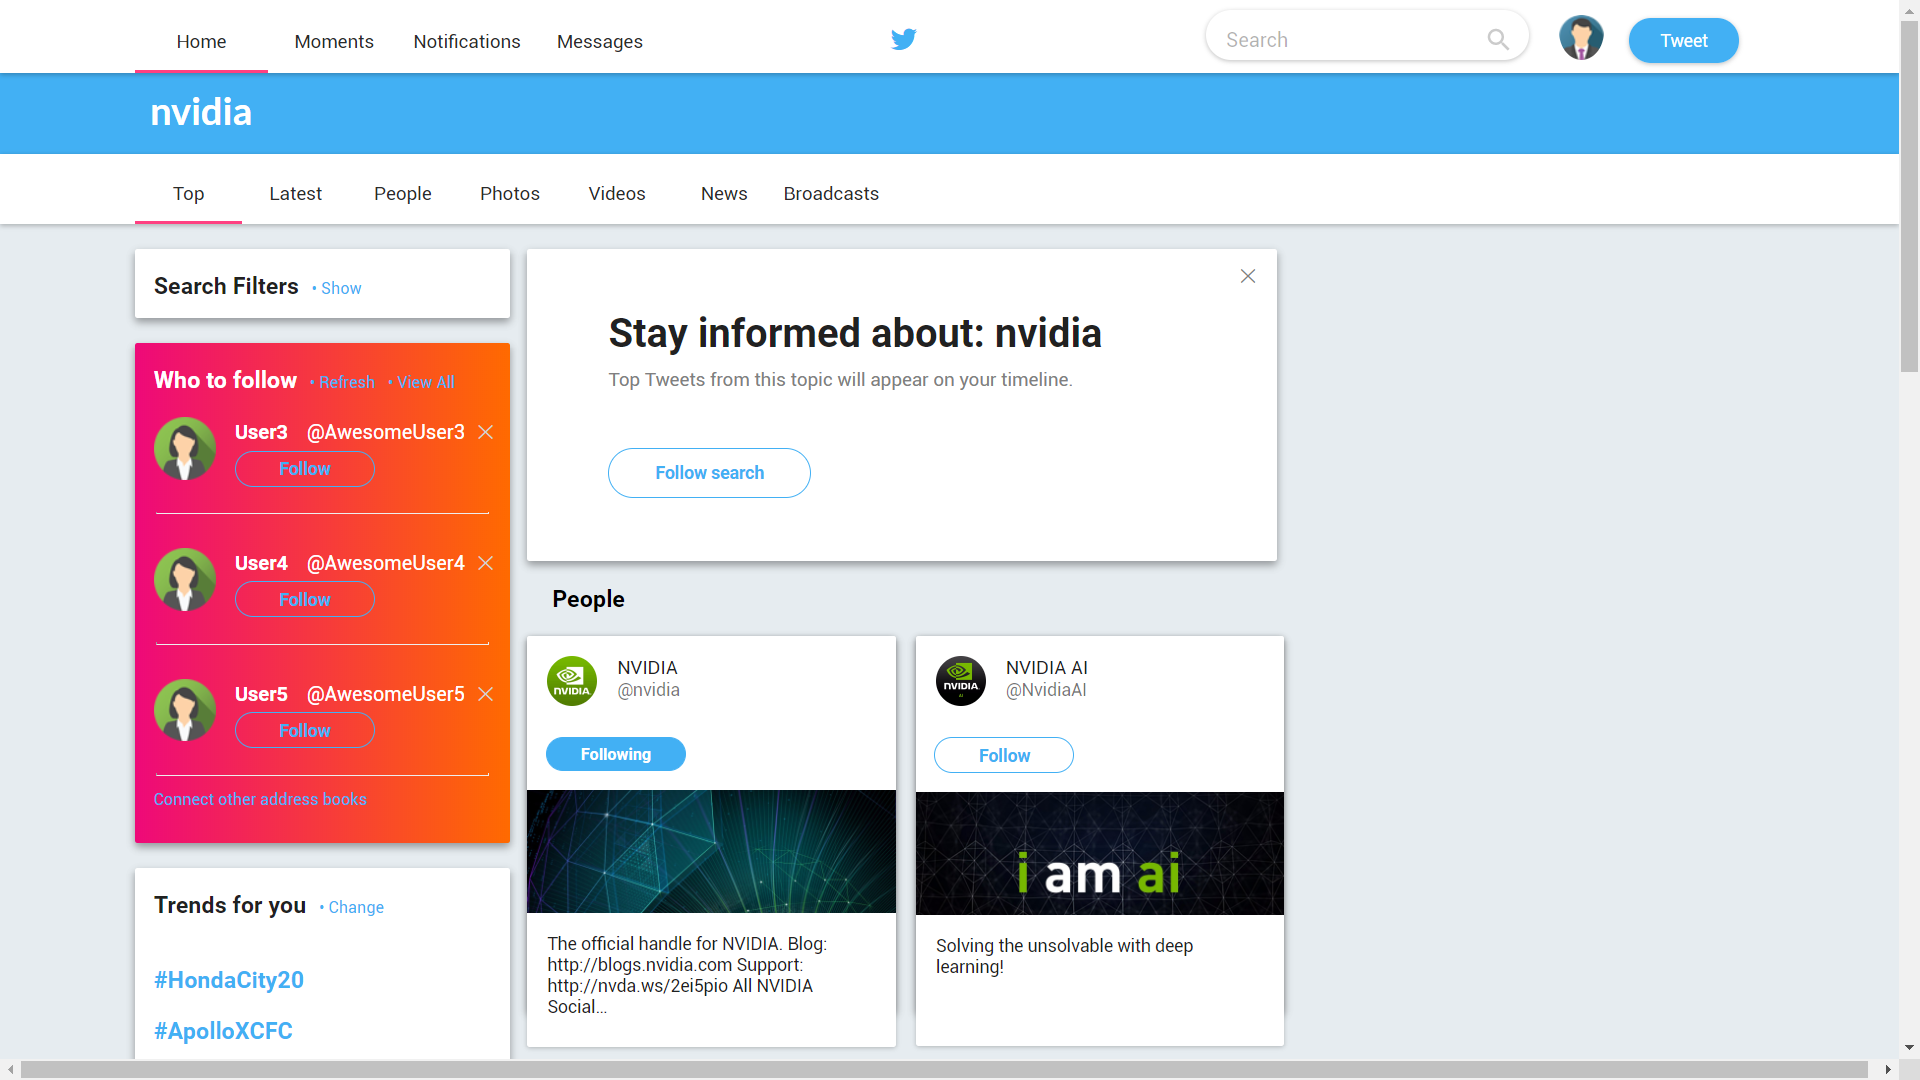 Home Moments Notifications Messages Search Tweet
nvidia
Top Latest People Photos Videos News Broadcasts
Search Filters • Show
Who to follow • Refresh • View All
User3 @AwesomeUser3
Follow
User4 @AwesomeUser4
Follow
User5 @AwesomeUser5
Follow
Connect other address books
Trends for you • Change
#HondaCity20
#ApolloXCFC
Stay informed about: nvidia
Top Tweets from this topic will appear on your timeline.
Follow search
People
NVIDIA
NVIDIA
@nvidia
Following
The official handle for NVIDIA. Blog:
http://blogs.nvidia.com Support:
http://nvda.ws/2ei5pio All NVIDIA
Social...
NVIDIA
AI
NVIDIA AI
@NvidiaAI
Follow
i am ai
Solving the unsolvable with deep
learning!